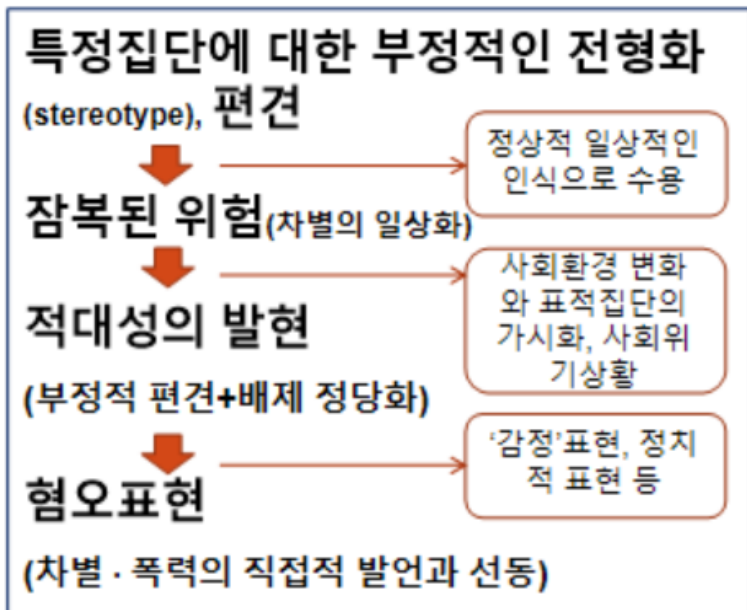 특정집단에 대한 부정적인 전형화
(stereotype), 편견
정상적 일상적인
인식으로 수용
잠복된 위험(차별의 일상화)
사회환경 변화
와 표적집단의
가시화, 사회위
기상황
적대성의 발현
(부정적 편견+배제 정당화)
‘감정’표현, 정치
적 표현 등
혐오표현
(차별 · 폭력의 직접적 발언과 선동)